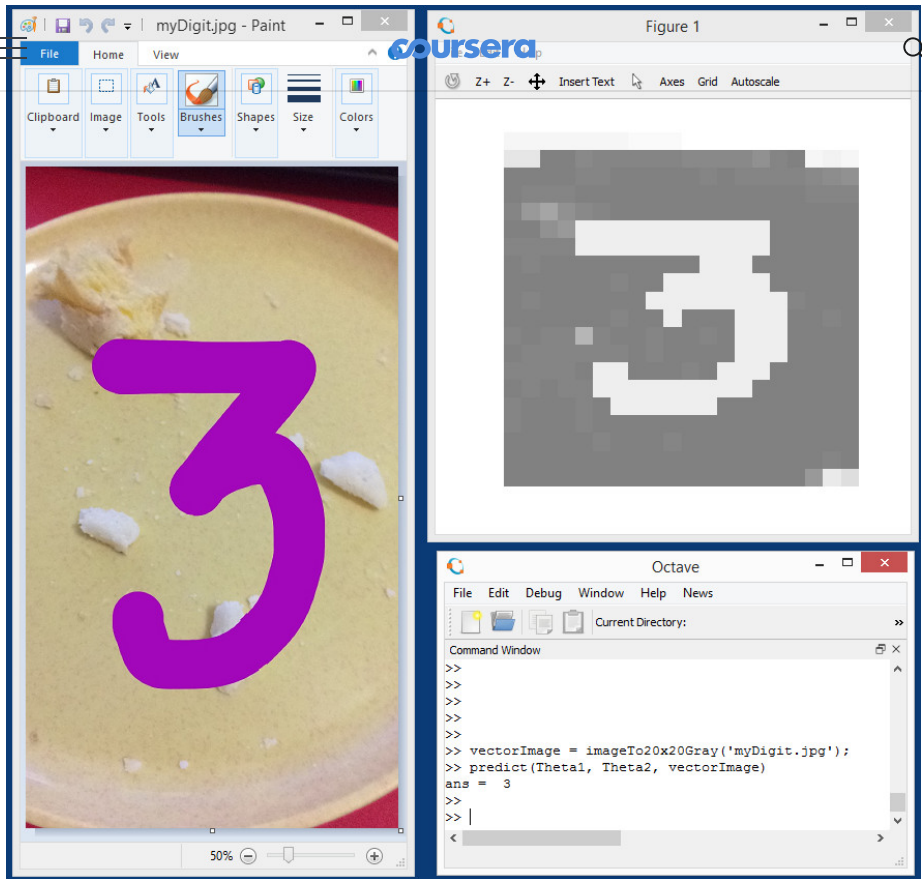 myDigit.jpg - Paint
File Home View
Clipboard Image Tools Brushes Shapes Size Colors
3
50%
coursera
Figure 1
Z+ Z- Insert Text Axes Grid Autoscale
3
Octave
File Edit Debug Window Help News
Current Directory:
»
Command Window
>>
>>
>>
>>
>>
>> vectorImage = imageTo20x20Gray('myDigit.jpg');
>> predict(Theta1, Theta2, vectorImage)
ans = 3
>>
>>